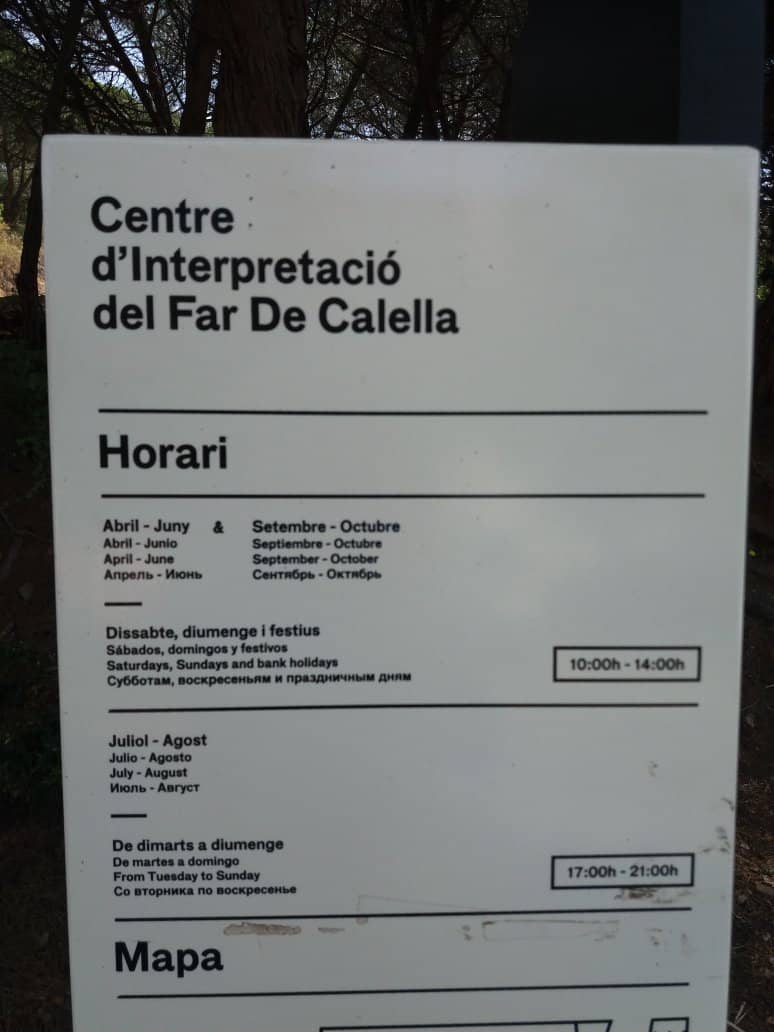 Centre
d'Interpretació
del Far De Calella
Horari
Abril - Juny & Setembre - Octubre
Abril - Junio Septiembre - Octubre
April - June September - October
Апрель - Июнь Сентябрь - Октябрь
Dissabte, diumenge i festius
Sábados, domingos y festivos
Saturdays, Sundays and bank holidays
Субботам, воскресеньям и праздничным дням
10:00h - 14:00h
Juliol - Agost
Julio - Agosto
July - August
Июль - Август
De dimarts a diumenge
De martes a domingo
From Tuesday to Sunday
Со вторника по воскресенье
17:00h - 21:00h
Mapa